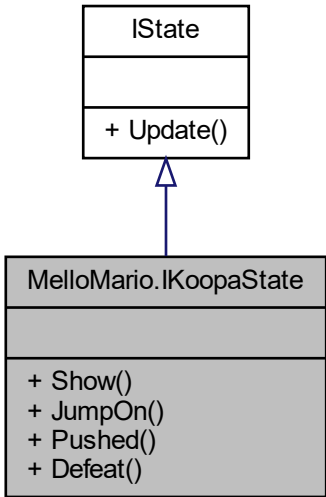 IState
+ Update()
MelloMario.IKoopaState
+ Show()
+ JumpOn()
+ Pushed()
+ Defeat()